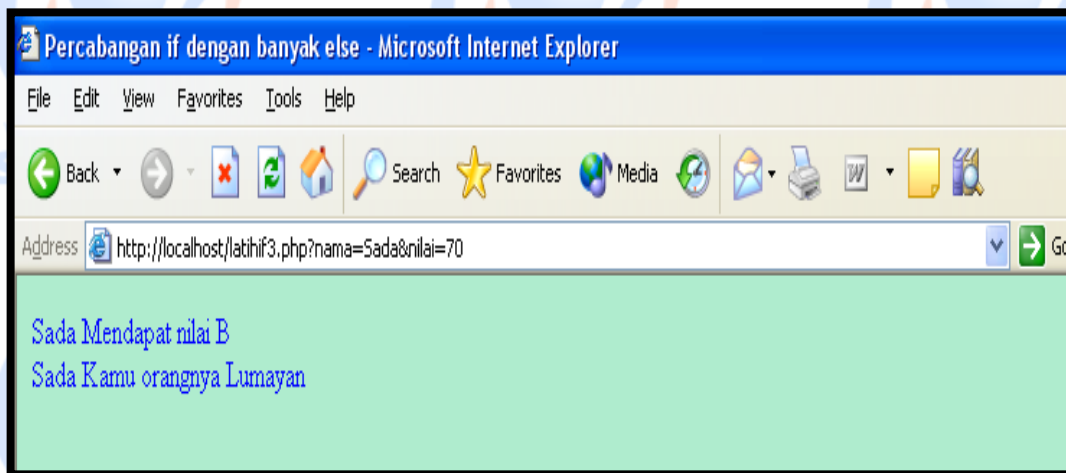 Percabangan if dengan banyak else - Microsoft Internet Explorer
File Edit View Favorites Tools Help
Back Search Favorites Media W
Address http://localhost/latihif3.php?nama=Sada&nilai=70 Go
Sada Mendapat nilai B
Sada Kamu orangnya Lumayan